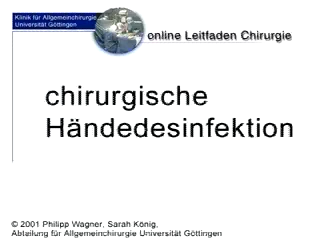 Klinik für Allgemeinchirurgie
Universität Göttingen
online Leitfaden Chirurgie
chirurgische
Händedesinfektion
© 2001 Philipp Wagner, Sarah König,
Abteilung für Allgemeinchirurgie Universität Göttingen